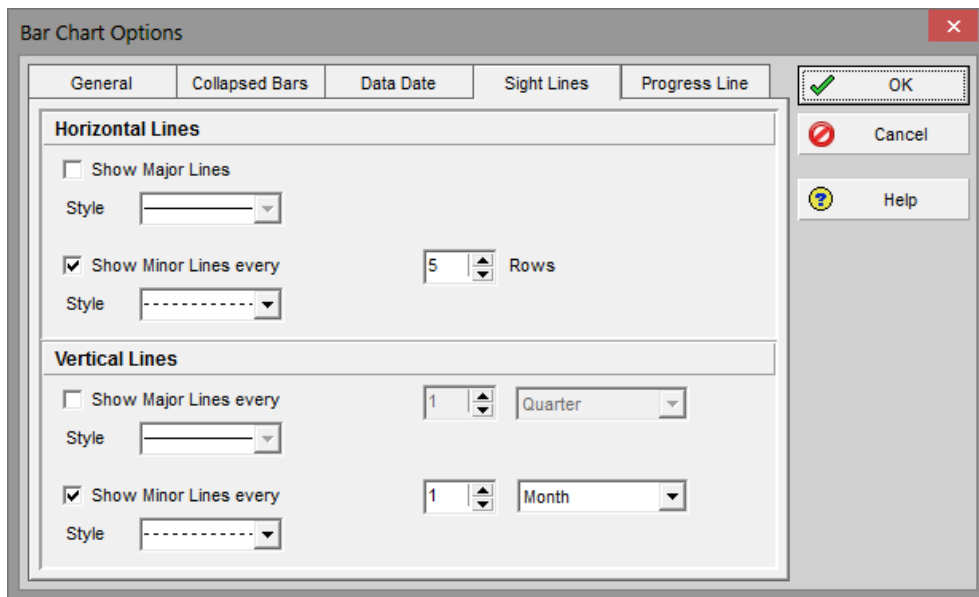 Bar Chart Options
General Collapsed Bars Data Date Sight Lines Progress Line
OK
Cancel
Help
Horizontal Lines
Show Major Lines
Style
Show Minor Lines every 5 Rows
Style
Vertical Lines
Show Major Lines every 1 Quarter
Style
Show Minor Lines every 1 Month
Style